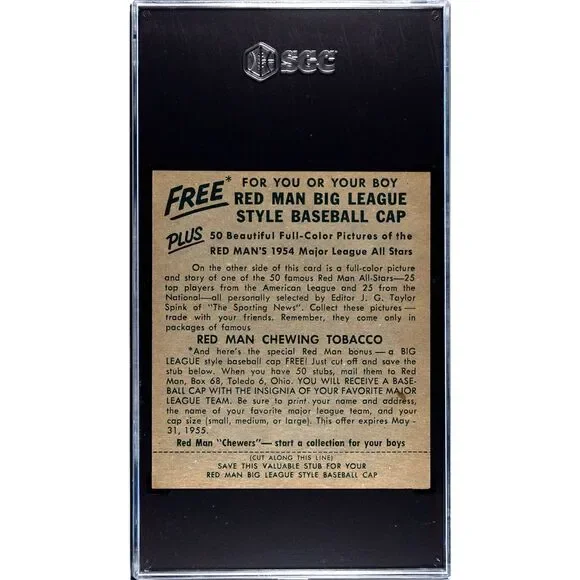 SGC
FREE* FOR YOU OR YOUR BOY
RED MAN BIG LEAGUE
STYLE BASEBALL CAP
PLUS 50 Beautiful Full-Color Pictures of the
RED MAN'S 1954 Major League All Stars
On the other side of this card is a full-color picture
and story of one of the 50 famous Red Man All-Stars—25
top players from the American League and 25 from the
National—all personally selected by Editor J. G. Taylor
Spink of "The Sporting News". Collect these pictures—
trade with your friends. Remember, they come only in
packages of famous
RED MAN CHEWING TOBACCO
*And here's the special Red Man bonus — a BIG
LEAGUE style baseball cap FREE! Just cut off and save the
stub below. When you have 50 stubs, mail them to Red
Man, Box 68, Toledo 6, Ohio. YOU WILL RECEIVE A BASE-
BALL CAP WITH THE INSIGNIA OF YOUR FAVORITE MAJOR
LEAGUE TEAM. Be sure to print your name and address,
the name of your favorite major league team, and your
cap size (small, medium, or large). This offer expires May
31, 1955.
Red Man "Chewers"— start a collection for your boys
(CUT ALONG THIS LINE)
SAVE THIS VALUABLE STUB FOR YOUR
RED MAN BIG LEAGUE STYLE BASEBALL CAP